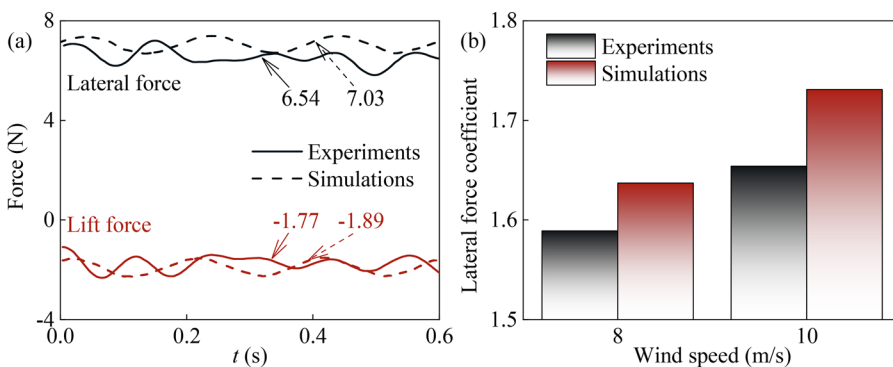 (a)
8
4
0
-4
Force (N)
Lateral force
6.54
7.03
Experiments
Simulations
Lift force
-1.77
-1.89
0.0
0.2
0.4
0.6
t (s)
(b)
1.8
1.7
1.6
1.5
Lateral force coefficient
Experiments
Simulations
8
10
Wind speed (m/s)